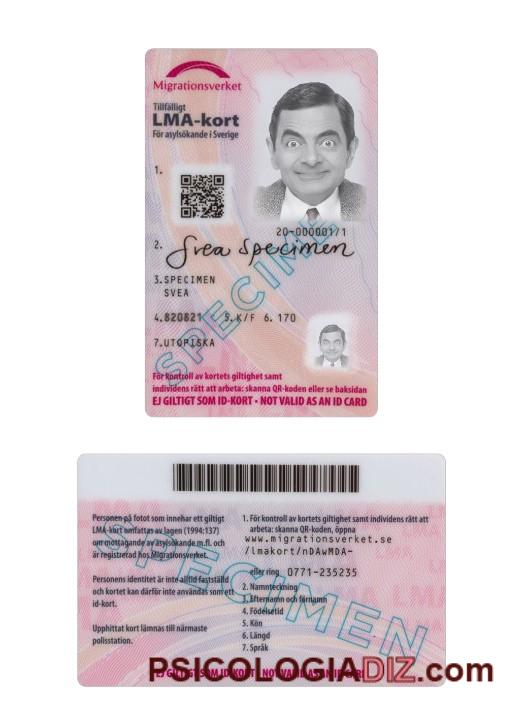 Migrationsverket
Tillfälligt
LMA-kort
För asylsökande i Sverige
1.
20-000001/1
2. Svea Specimen
3.SPECIMEN
SVEA
4.820821 5.K/F 6.170
7.UTOPISKA
SPECIMEN
För kontroll av kortets giltighet samt
individens rätt att arbeta: skanna QR-koden eller se baksidan
EJ GILTIGT SOM ID-KORT • NOT VALID AS AN ID CARD
Personen på fotot som innehar ett giltigt
LMA-kort omfattas av lagen (1994:137)
om mottagande av asylsökande m.fl. och
är registrerad hos Migrationsverket.
Personens identitet är inte alltid fastställd
och kortet kan därför inte användas som ett
id-kort.
Upphittat kort lämnas till närmaste
polisstation.
1. För kontroll av kortets giltighet samt individens rätt att
arbeta: skanna QR-koden, öppna
www.migrationsverket.se
/lmakort/nDAwMDA-
eller ring 0771-235235
2. Namnteckning
3. Efternamn och förnamn
4. Födelsetid
5. Kön
6. Längd
7. Språk
SPECIMEN
LMA LMA
EJ GILTIGT SOM ID-KORT • NOT VALID AS AN ID CARD
PSICOLOGIADIZ.com